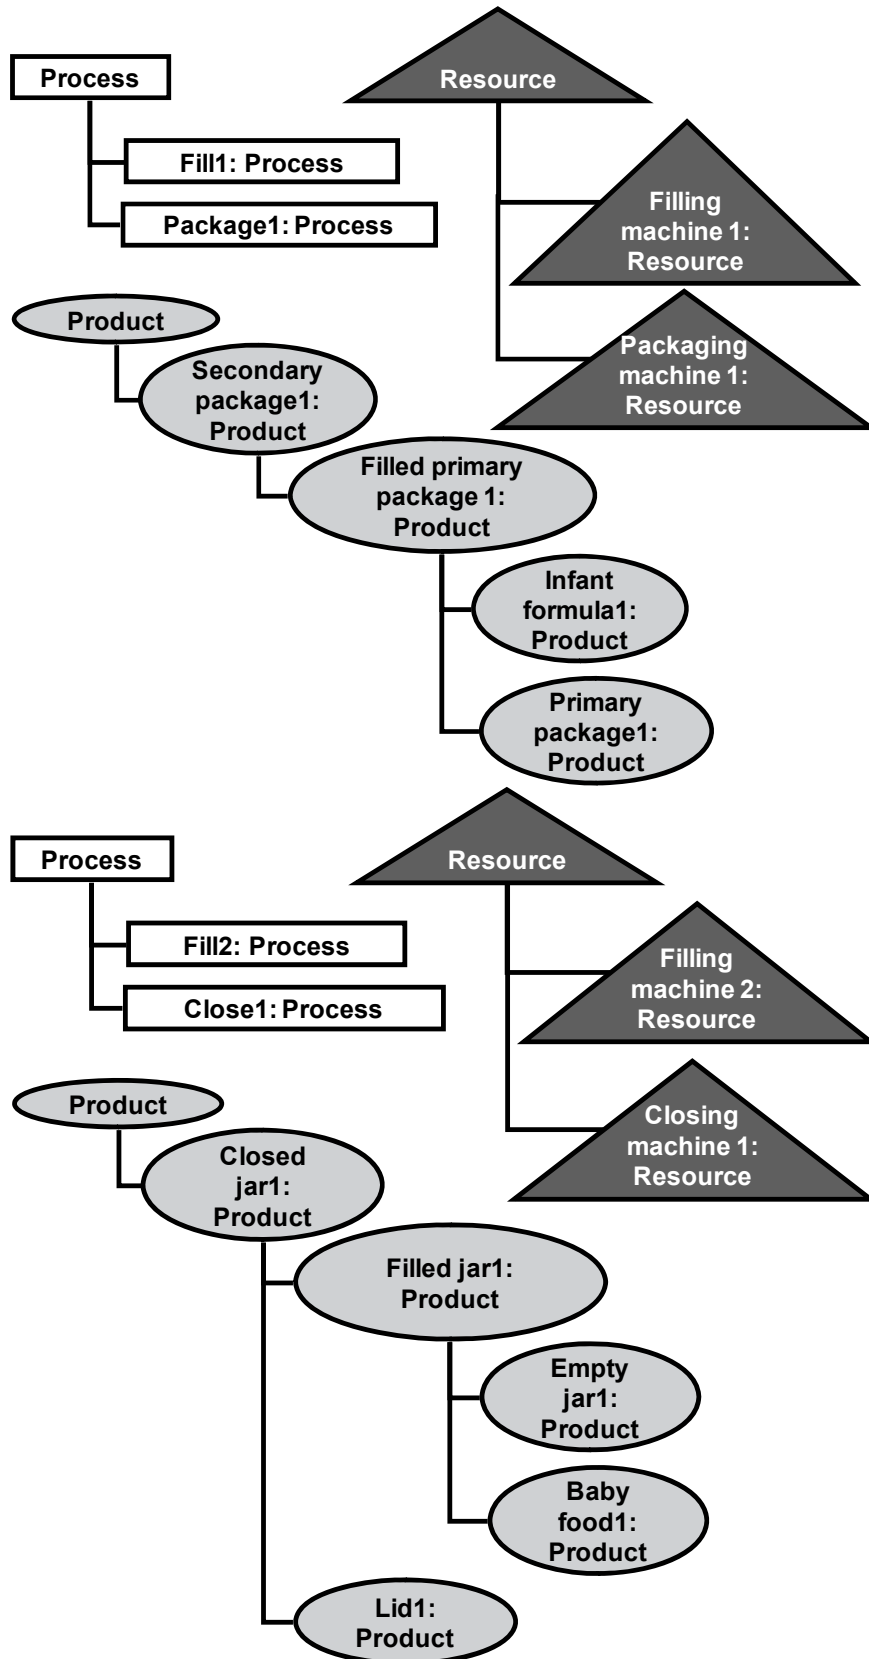 Process
Resource
Fill1: Process
Package1: Process
Filling
machine 1:
Resource
Product
Packaging
machine 1:
Resource
Secondary
package1:
Product
Filled primary
package 1:
Product
Infant
formula1:
Product
Primary
package1:
Product
Process
Resource
Fill2: Process
Close1: Process
Filling
machine 2:
Resource
Product
Closing
machine 1:
Resource
Closed
jar1:
Product
Filled jar1:
Product
Empty
jar1:
Product
Baby
food1:
Product
Lid1:
Product